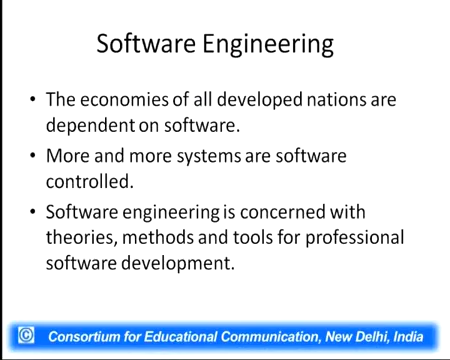 Software Engineering
• The economies of all developed nations are
dependent on software.
• More and more systems are software
controlled.
• Software engineering is concerned with
theories, methods and tools for professional
software development.
© Consortium for Educational Communication, New Delhi, India